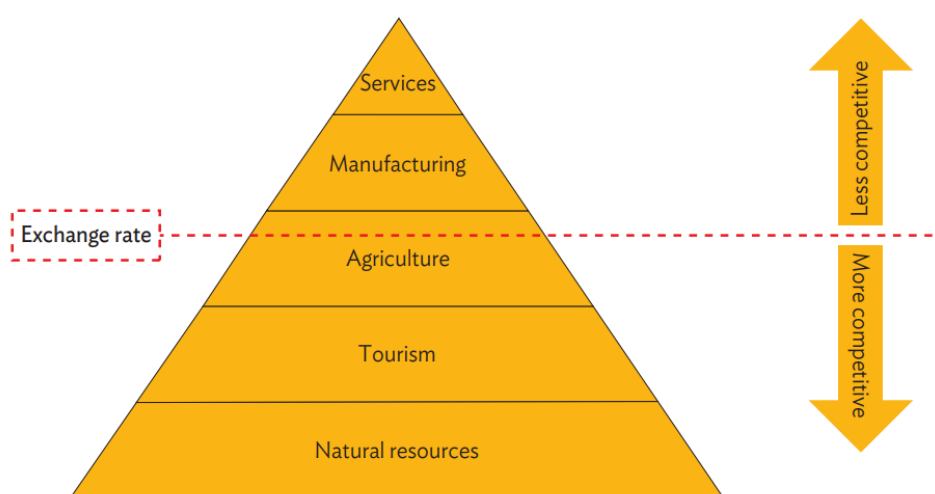 Services
Manufacturing
Exchange rate
Agriculture
Tourism
Natural resources
Less competitive
More competitive